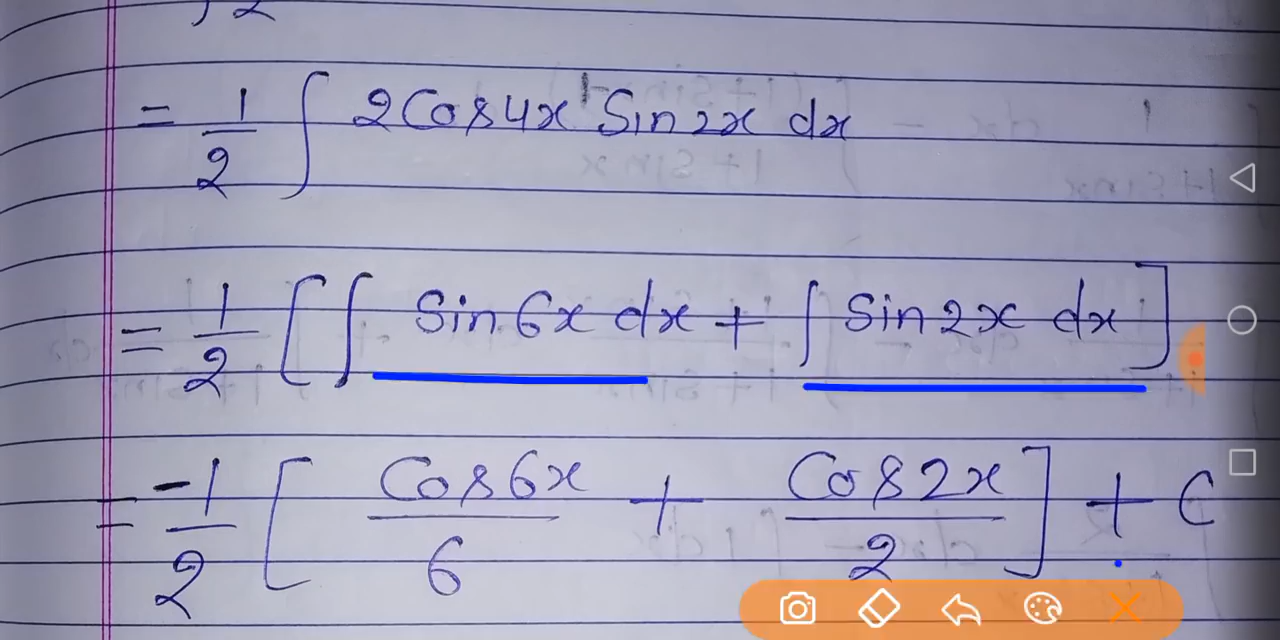 = 1/2 ∫ 2Cos4x Sin2x dx
= 1/2 [ ∫ Sin6x dx + ∫ Sin2x dx ]
= -1/2 [ Cos6x/6 + Cos2x/2 ] + C